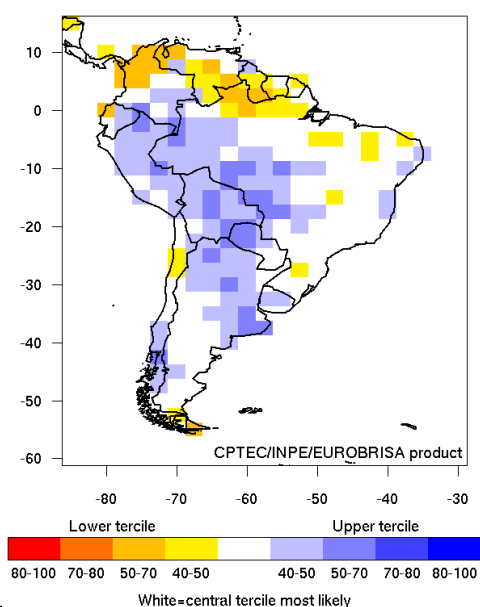 10
0
-10
-20
-30
-40
-50
-60
CPTEC/INPE/EUROBRISA product
-80 -70 -60 -50 -40 -30
Lower tercile Upper tercile
80-100 70-80 50-70 40-50 40-50 50-70 70-80 80-100
White=central tercile most likely